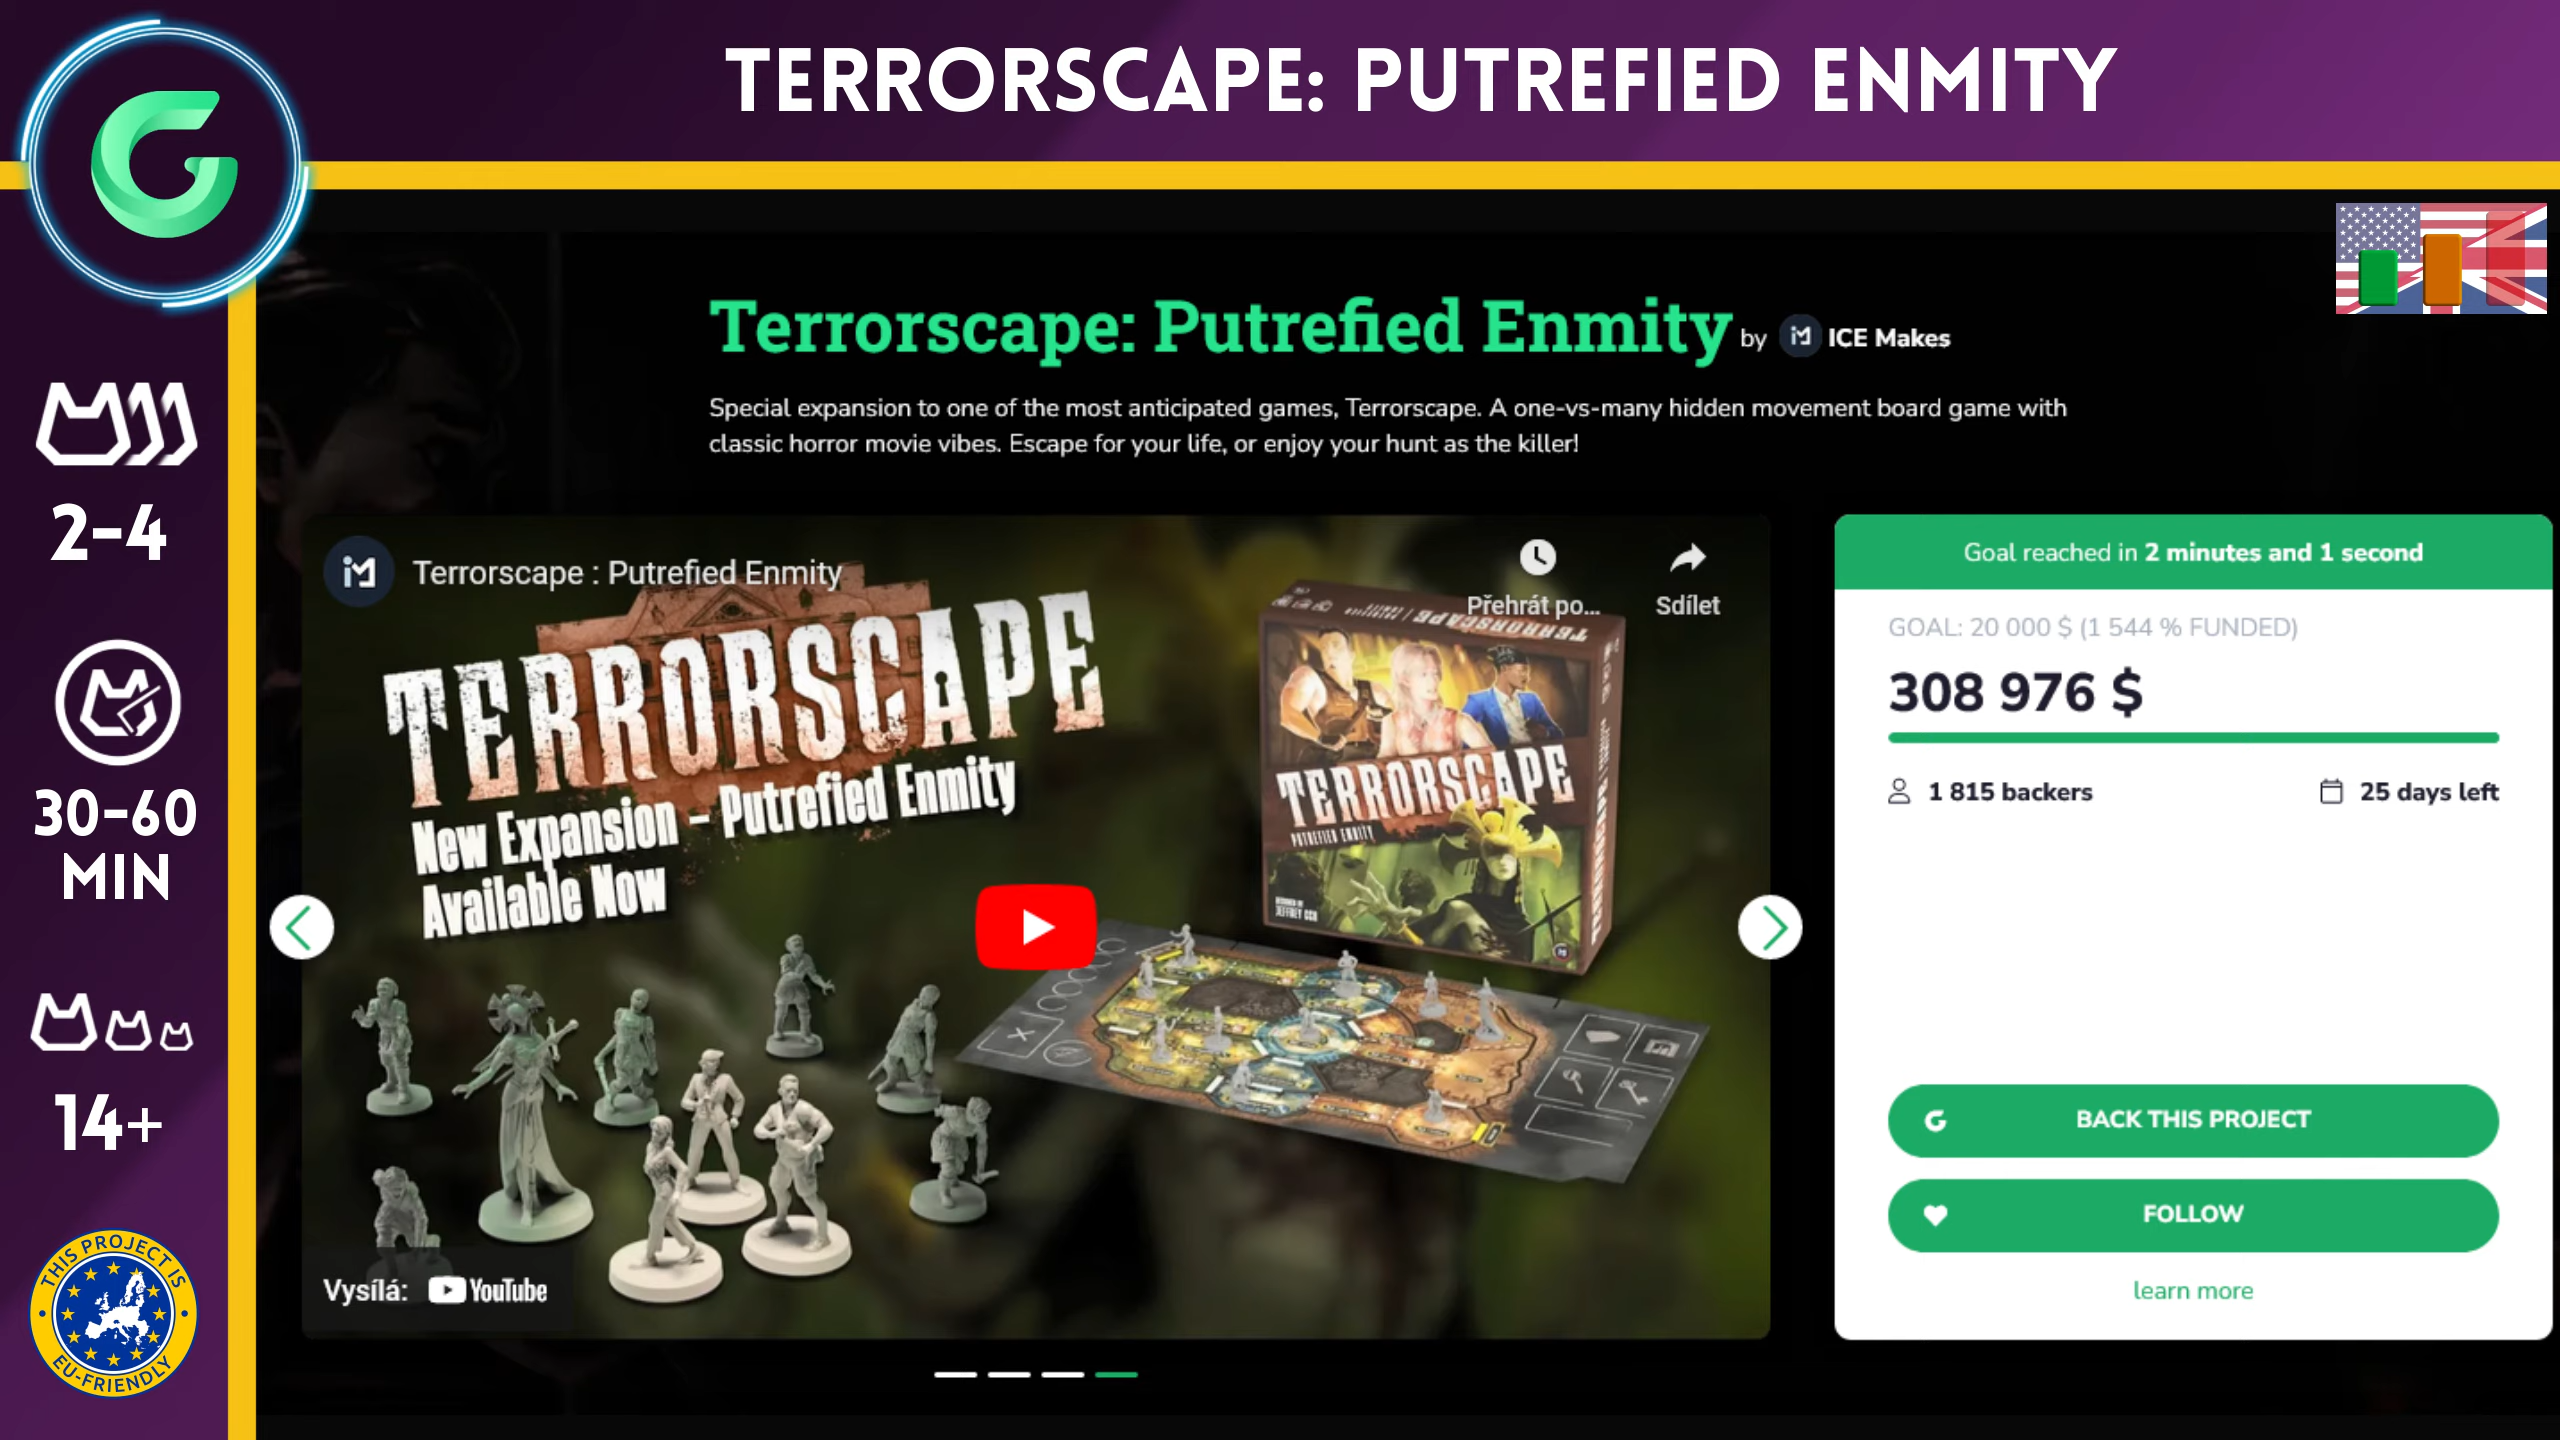 TERRORSCAPE: PUTREFIED ENMITY
2-4
30-60
MIN
14+
THIS PROJECT IS
EU-FRIENDLY
Terrorscape: Putrefied Enmity by ICE Makes
Special expansion to one of the most anticipated games, Terrorscape. A one-vs-many hidden movement board game with
classic horror movie vibes. Escape for your life, or enjoy your hunt as the killer!
Terrorscape : Putrefied Enmity
Přehrát po...
Sdílet
TERRORSCAPE
New Expansion - Putrefied Enmity
Available Now
TERRORSCAPE
TERRORSCAPE
PUTREFIED ENMITY
TERRORSCAPE
Vysílá: YouTube
Goal reached in 2 minutes and 1 second
GOAL: 20 000 $ (1 544 % FUNDED)
308 976 $
1 815 backers
25 days left
BACK THIS PROJECT
FOLLOW
learn more